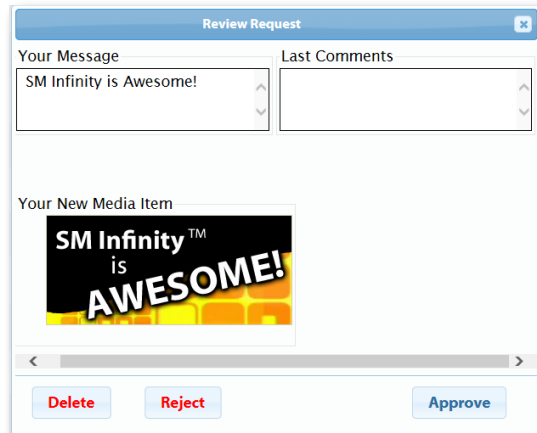 Review Request
Your Message
Last Comments
SM Infinity is Awesome!
Your New Media Item
SM Infinity™
is
AWESOME!
Delete
Reject
Approve